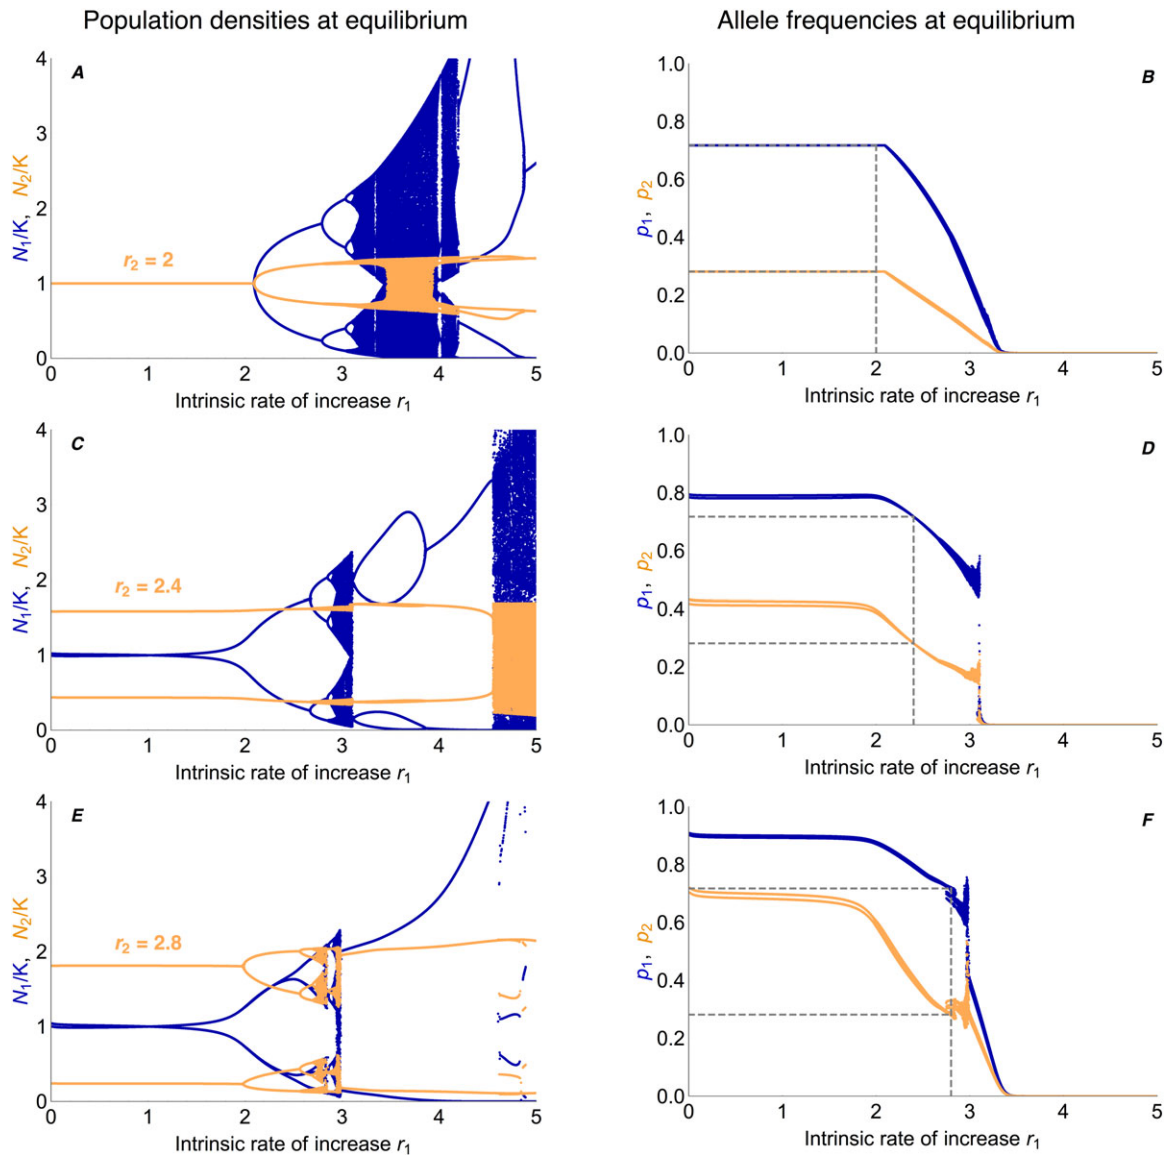 Population densities at equilibrium
Allele frequencies at equilibrium
A
4
3
2
1
0
N₁/K, N₂/K
r₂ = 2
0 1 2 3 4 5
Intrinsic rate of increase r₁
B
1.0
0.8
0.6
0.4
0.2
0.0
p₁, p₂
0 1 2 3 4 5
Intrinsic rate of increase r₁
C
4
3
2
1
0
N₁/K, N₂/K
r₂ = 2.4
0 1 2 3 4 5
Intrinsic rate of increase r₁
D
1.0
0.8
0.6
0.4
0.2
0.0
p₁, p₂
0 1 2 3 4 5
Intrinsic rate of increase r₁
E
4
3
2
1
0
N₁/K, N₂/K
r₂ = 2.8
0 1 2 3 4 5
Intrinsic rate of increase r₁
F
1.0
0.8
0.6
0.4
0.2
0.0
p₁, p₂
0 1 2 3 4 5
Intrinsic rate of increase r₁